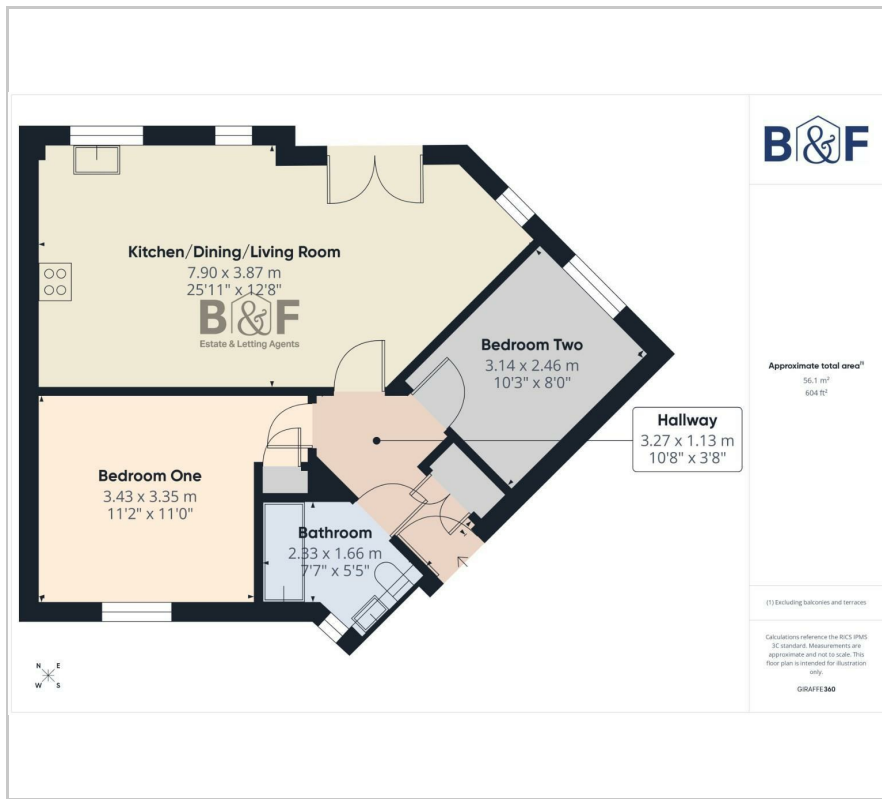 B&F
Kitchen/Dining/Living Room
7.90 x 3.87 m
25'11" x 12'8"
B&F
Estate & Letting Agents
Bedroom Two
3.14 x 2.46 m
10'3" x 8'0"
Approximate total area⁽¹⁾
56.1 m²
604 ft²
Hallway
3.27 x 1.13 m
10'8" x 3'8"
Bedroom One
3.43 x 3.35 m
11'2" x 11'0"
Bathroom
2.33 x 1.66 m
7'7" x 5'5"
(1) Excluding balconies and terraces
Calculations reference the RICS IPMS
3C standard. Measurements are
approximate and not to scale. This
floor plan is intended for illustration
only.
GIRAFFE360
N E
W S